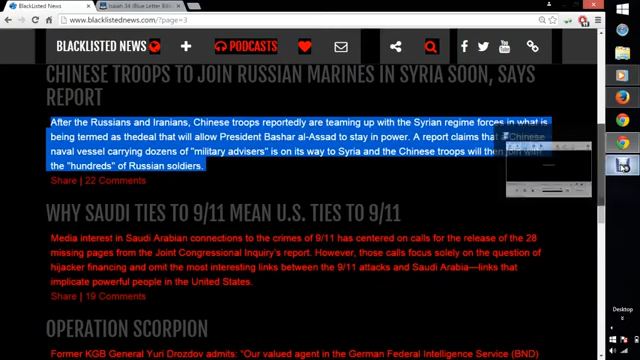 BlackListed News
Isaiah 34 (Blue Letter Bib
www.blacklistednews.com/?page=3
BLACKLISTED NEWS
PODCASTS
CHINESE TROOPS TO JOIN RUSSIAN MARINES IN SYRIA SOON, SAYS
REPORT
After the Russians and Iranians, Chinese troops reportedly are teaming up with the Syrian regime forces in what is
being termed as thedeal that will allow President Bashar al-Assad to stay in power. A report claims that a Chinese
naval vessel carrying dozens of "military advisers" is on its way to Syria and the Chinese troops will then join with
the "hundreds" of Russian soldiers.
Share | 22 Comments
WHY SAUDI TIES TO 9/11 MEAN U.S. TIES TO 9/11
Media interest in Saudi Arabian connections to the crimes of 9/11 has centered on calls for the release of the 28
missing pages from the Joint Congressional Inquiry's report. However, those calls focus solely on the question of
hijacker financing and omit the most interesting links between the 9/11 attacks and Saudi Arabia—links that
implicate powerful people in the United States.
Share | 19 Comments
OPERATION SCORPION
Former KGB General Yuri Drozdov admits: "Our valued agent in the German Federal Intelligence Service (BND)
Desktop